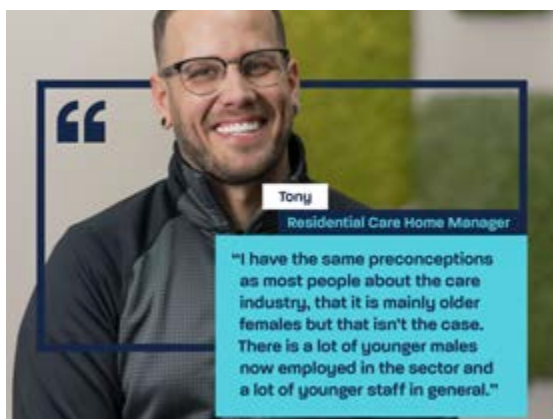 Tony
Residential Care Home Manager
“I have the same preconceptions
as most people about the care
industry, that it is mainly older
females but that isn't the case.
There is a lot of younger males
now employed in the sector and
a lot of younger staff in general.”